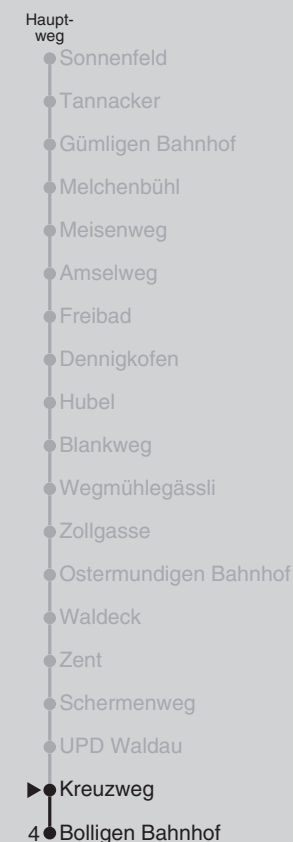 Haupt-
weg
Sonnenfeld
Tannacker
Gümligen Bahnhof
Melchenbühl
Meisenweg
Amselweg
Freibad
Dennigkofen
Hubel
Blankweg
Wegmühlegässli
Zollgasse
Ostermundigen Bahnhof
Waldeck
Zent
Schermenweg
UPD Waldau
Kreuzweg
4 Bolligen Bahnhof